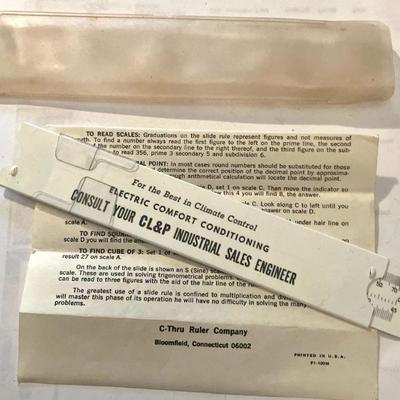 TO READ SCALES: Graduations on the slide rule represent figures and not measures of
To find a number always read the first figure to the left on the prime line, the second
of the number on the secondary line to the right thereof, and the third figure on the sub-
to read 356, prime 3 secondary 5 and subdivision 6.
POINT: In most cases round numbers should be substituted for those
determine the correct position of the decimal point by approxima-
arithmetical calculation will locate the decimal point.
D, set 1 on scale C. Then move the indicator so
this 4 you will find 8, the answer.
C. Look along C to left until you
answer on scale D.
under hair line on
scale A.
TO FIND
scale D you will find the
TO FIND CUBE OF 3: Set 1 of
result 27 on scale A.
On the back of the slide is shown an S (Sine) scale
scale. These are used in solving trigonometrical problems.
can be read to three figures with the aid of the hair line of the
The greatest use of a slide rule is confined to multiplication and
will master this phase of its operation he will have no difficulty in solving the many
problems.
C-Thru Ruler Company
Bloomfield, Connecticut 06002
PRINTED IN U.S.A.
For the Best in Climate Control
ELECTRIC COMFORT CONDITIONING
CONSULT YOUR CL&P INDUSTRIAL SALES ENGINEER